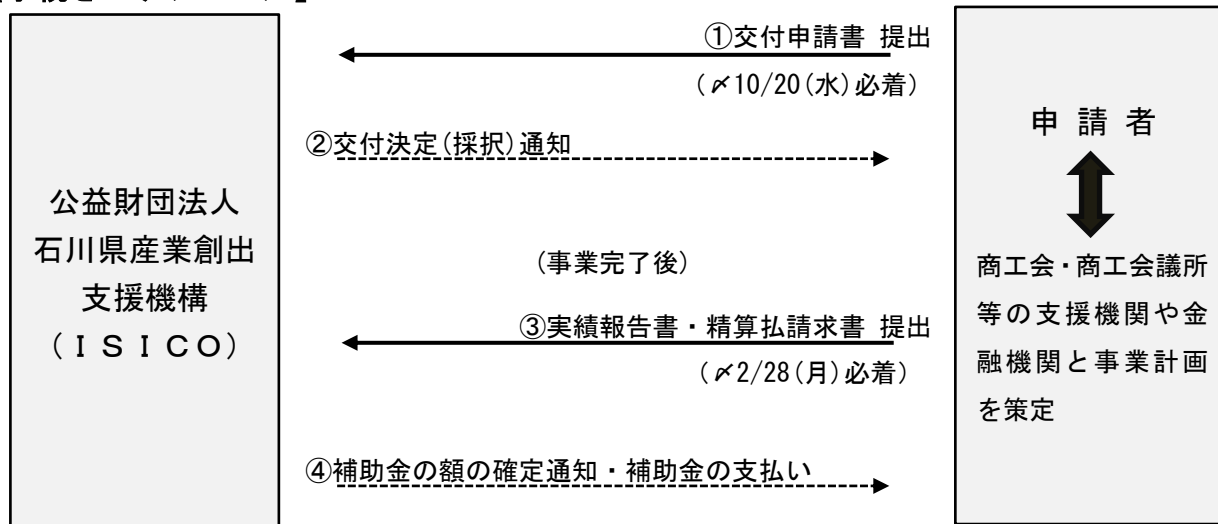 公益財団法人
石川県産業創出
支援機構
（ＩＳＩＣＯ）
①交付申請書 提出
（〆10/20(水)必着）
②交付決定(採択)通知
(事業完了後)
③実績報告書・精算払請求書 提出
（〆2/28(月)必着）
④補助金の額の確定通知・補助金の支払い
申 請 者
商工会・商工会議所
等の支援機関や金
融機関と事業計画
を策定